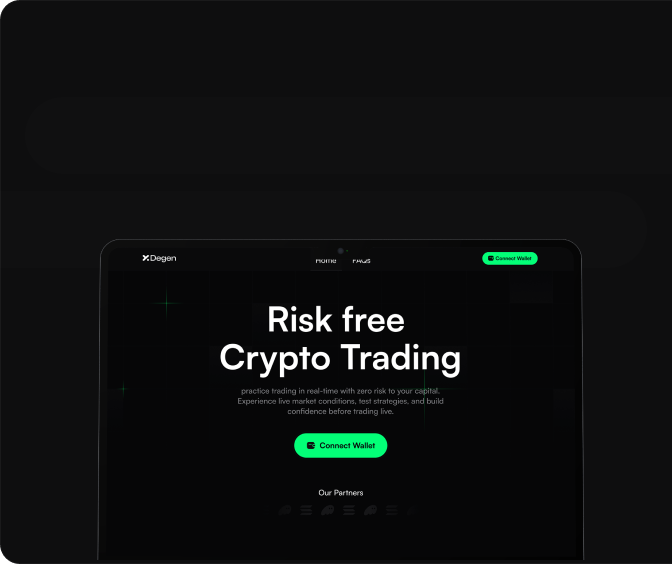 Degen
Home FAQs
Connect Wallet
Risk free
Crypto Trading
practice trading in real-time with zero risk to your capital.
Experience live market conditions, test strategies, and build
confidence before trading live.
Connect Wallet
Our Partners